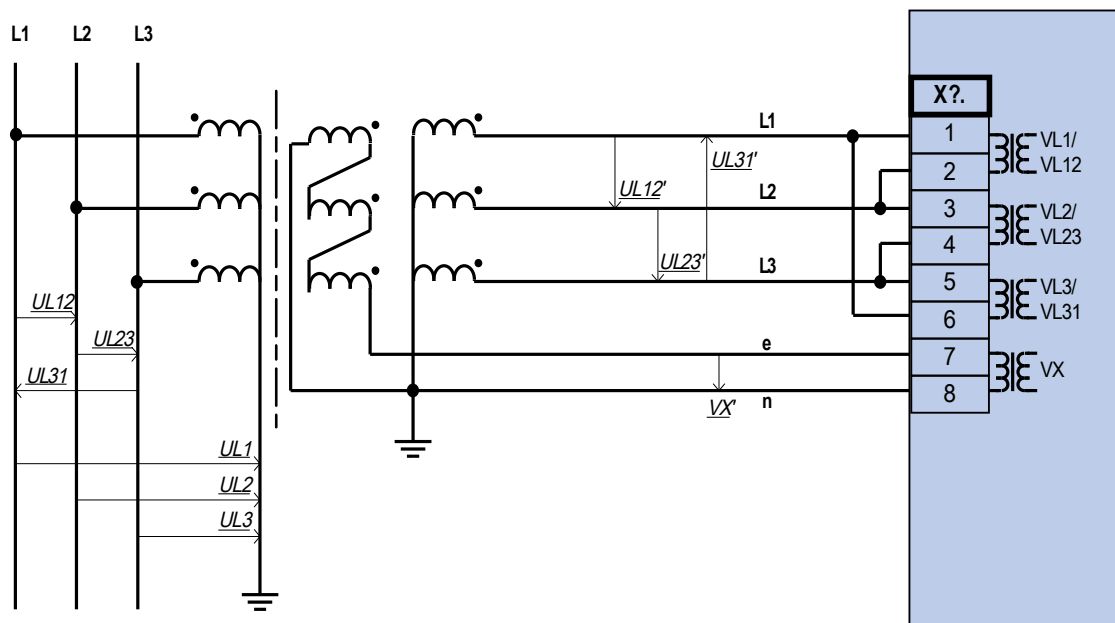 L1 L2 L3
X?.
1
2
3
4
5
6
7
8
VL1/
VL12
VL2/
VL23
VL3/
VL31
VX
L1
UL31'
UL12'
L2
UL23'
L3
UL12
UL23
UL31
e
VX'
n
UL1
UL2
UL3